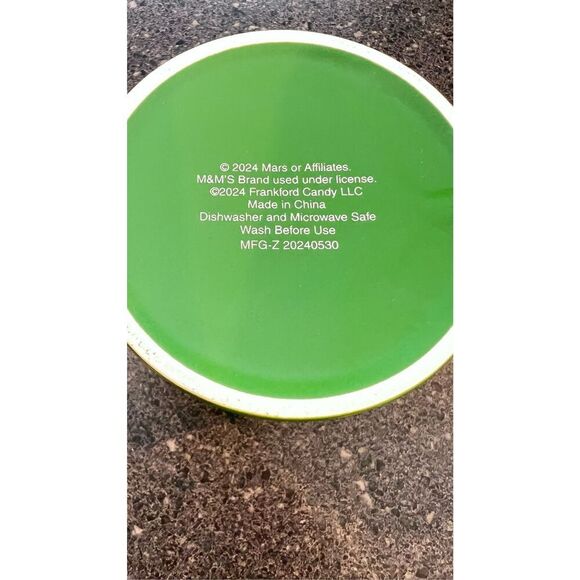 © 2024 Mars or Affiliates.
M&M'S Brand used under license.
©2024 Frankford Candy LLC
Made in China
Dishwasher and Microwave Safe
Wash Before Use
MFG-Z 20240530